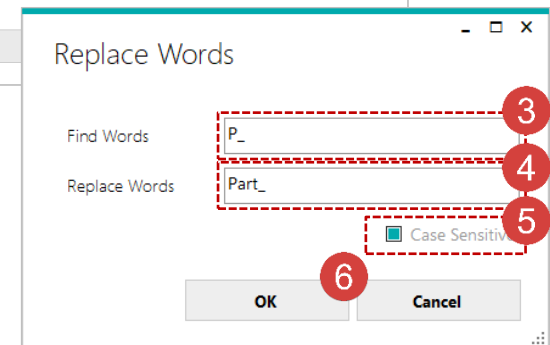 Replace Words
3
Find Words P_
4
Replace Words Part_
5
Case Sensitive
6
OK Cancel